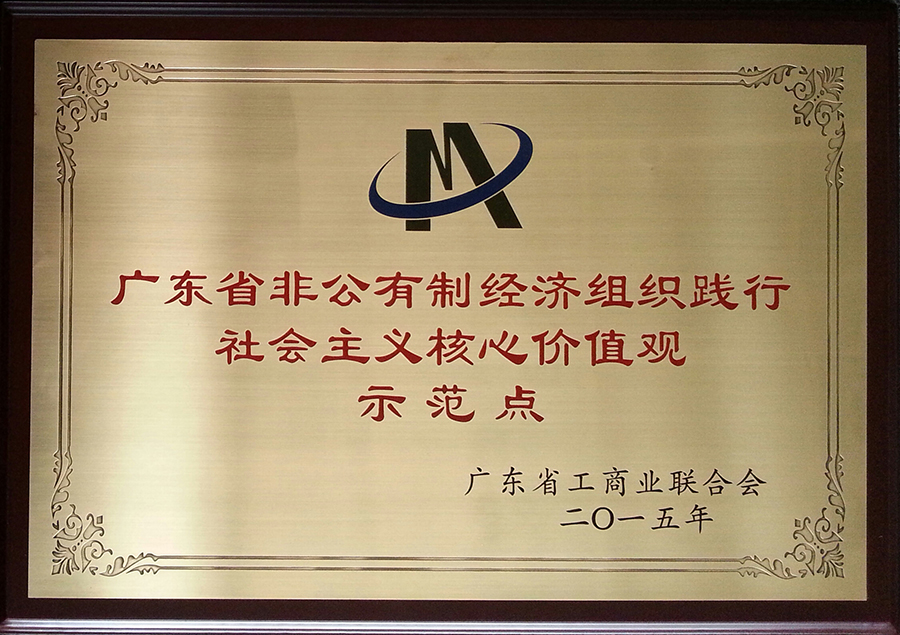 广东省非公有制经济组织践行
社会主义核心价值观
示范点
广东省工商业联合会
二〇一五年